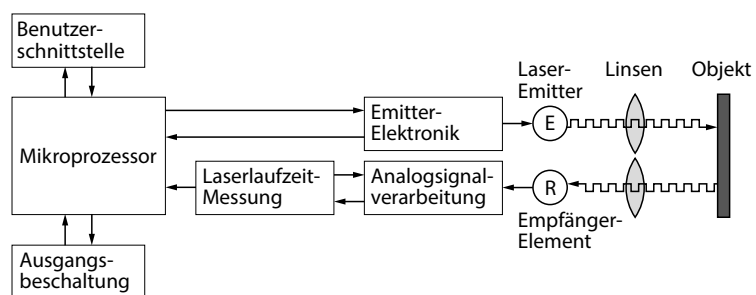 Benutzer-
schnittstelle
Mikroprozessor
Ausgangs-
beschaltung
Emitter-
Elektronik
Laserlaufzeit-
Messung
Analogsignal-
verarbeitung
Laser-
Emitter
E
Linsen
Objekt
R
Empfänger-
Element